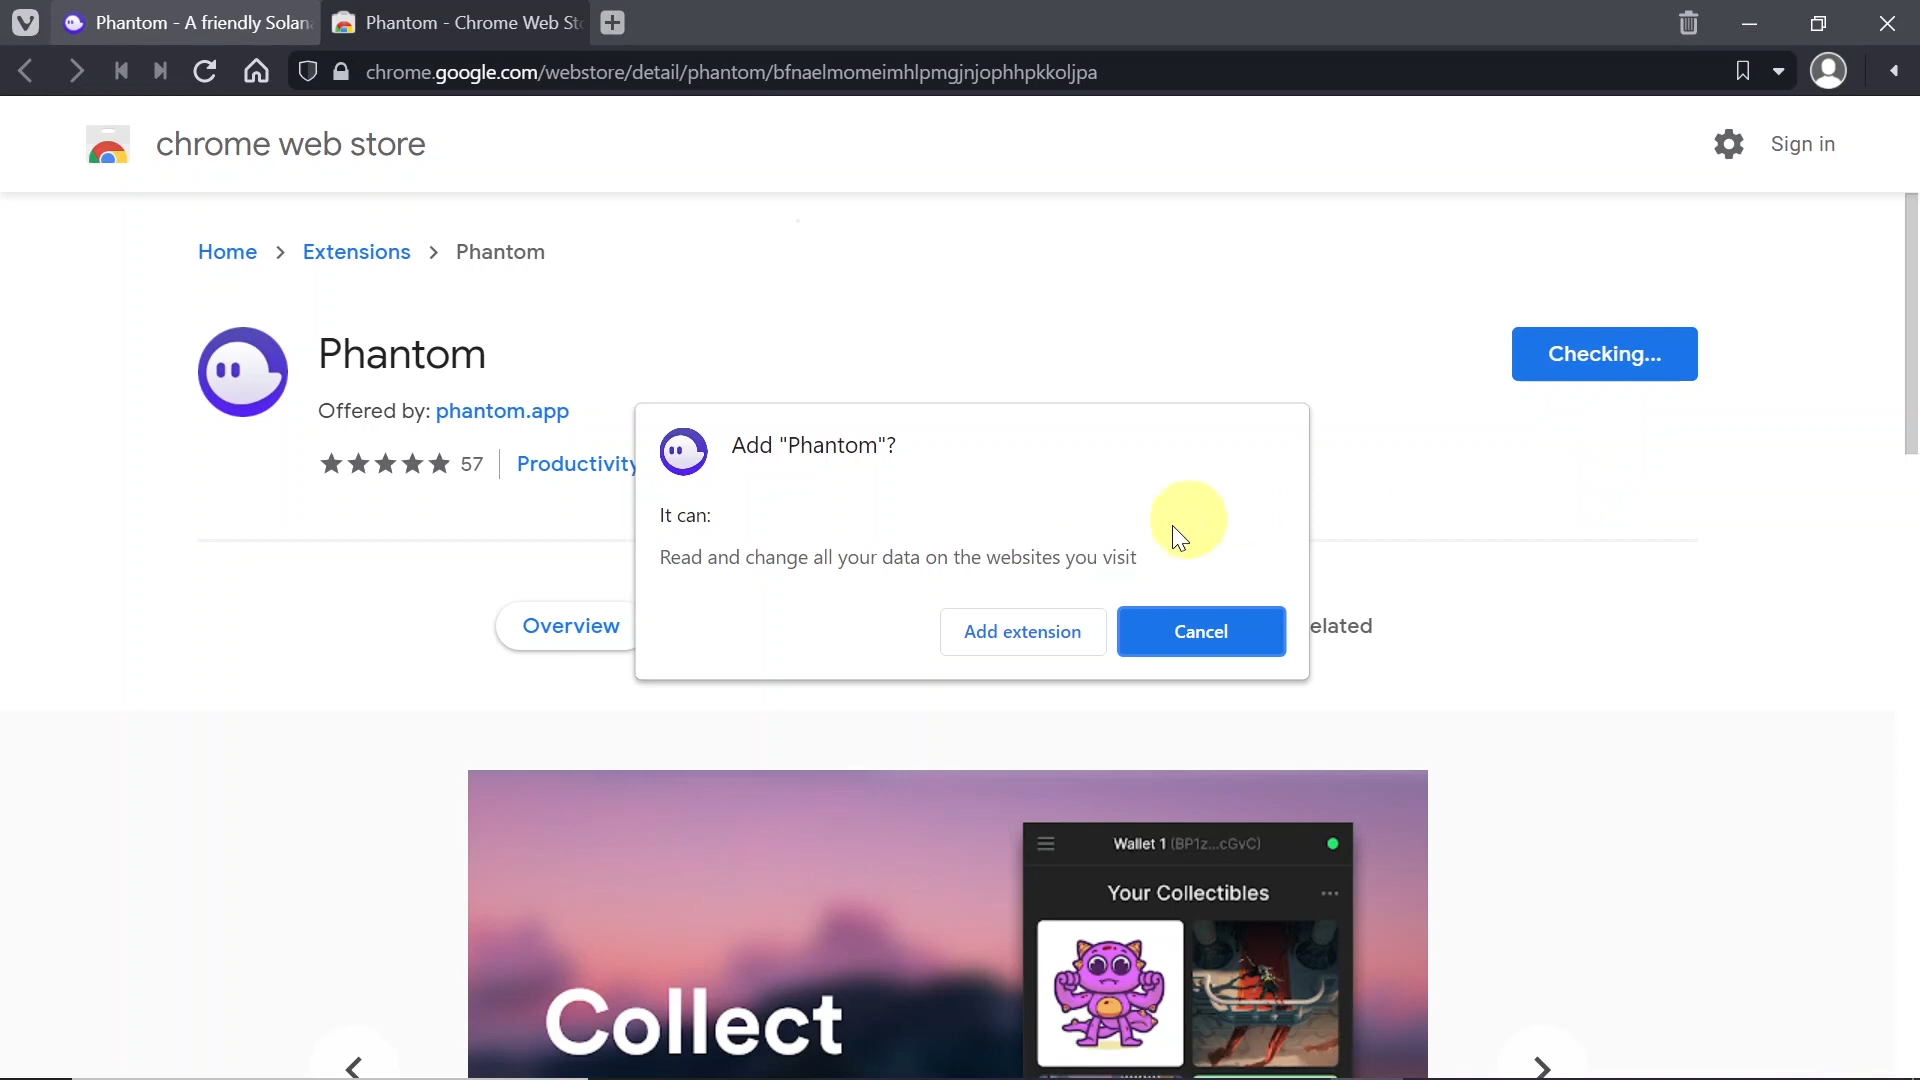 Phantom - A friendly Solan
Phantom - Chrome Web Sto
chrome.google.com/webstore/detail/phantom/bfnaelmomeimhlpmgjnjophhpkkoljpa
chrome web store
Sign in
Home > Extensions > Phantom
Phantom
Checking...
Offered by: phantom.app
57
Productivity
Add "Phantom"?
It can:
Read and change all your data on the websites you visit
Add extension
Cancel
Overview
elated
Wallet 1 (BP1z...cGvC)
Your Collectibles
Collect